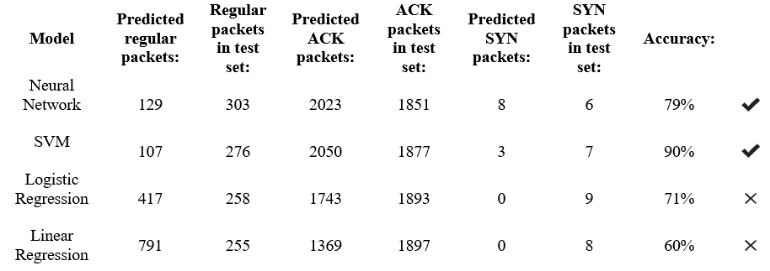 Model Predicted regular packets: Regular packets in test set: Predicted ACK packets: ACK packets in test set: Predicted SYN packets: SYN packets in test set: Accuracy:
Neural Network 129 303 2023 1851 8 6 79% ✔
SVM 107 276 2050 1877 3 7 90% ✔
Logistic Regression 417 258 1743 1893 0 9 71% ×
Linear Regression 791 255 1369 1897 0 8 60% ×